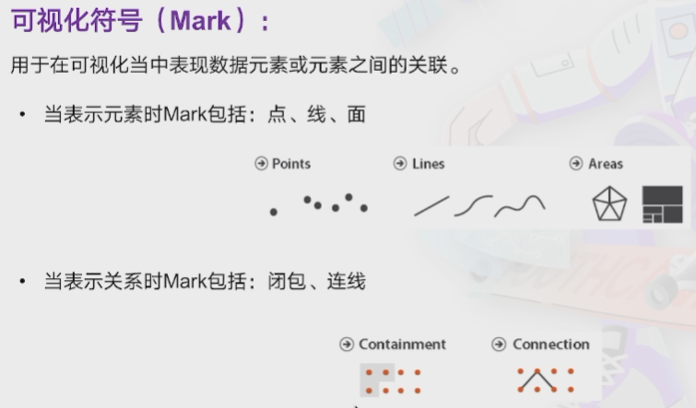 可视化符号（Mark）：
用于在可视化当中表现数据元素或元素之间的关联。
• 当表示元素时Mark包括：点、线、面
Points Lines Areas
• 当表示关系时Mark包括：闭包、连线
Containment Connection